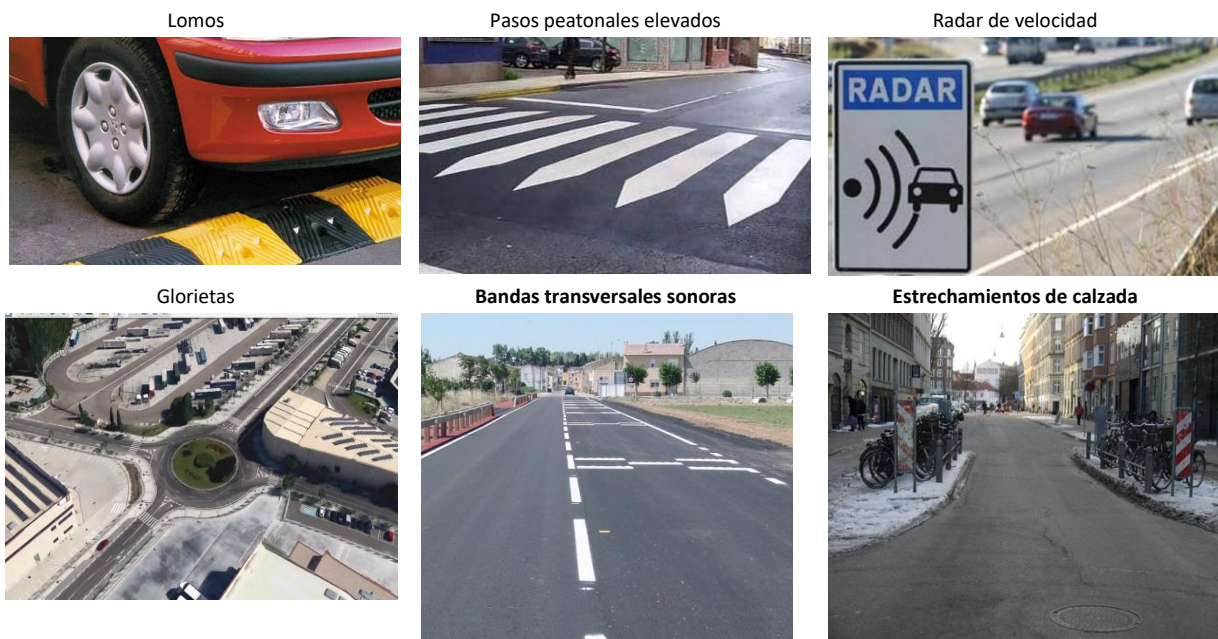 Lomos
Pasos peatonales elevados
Radar de velocidad
RADAR
Glorietas
Bandas transversales sonoras
Estrechamientos de calzada